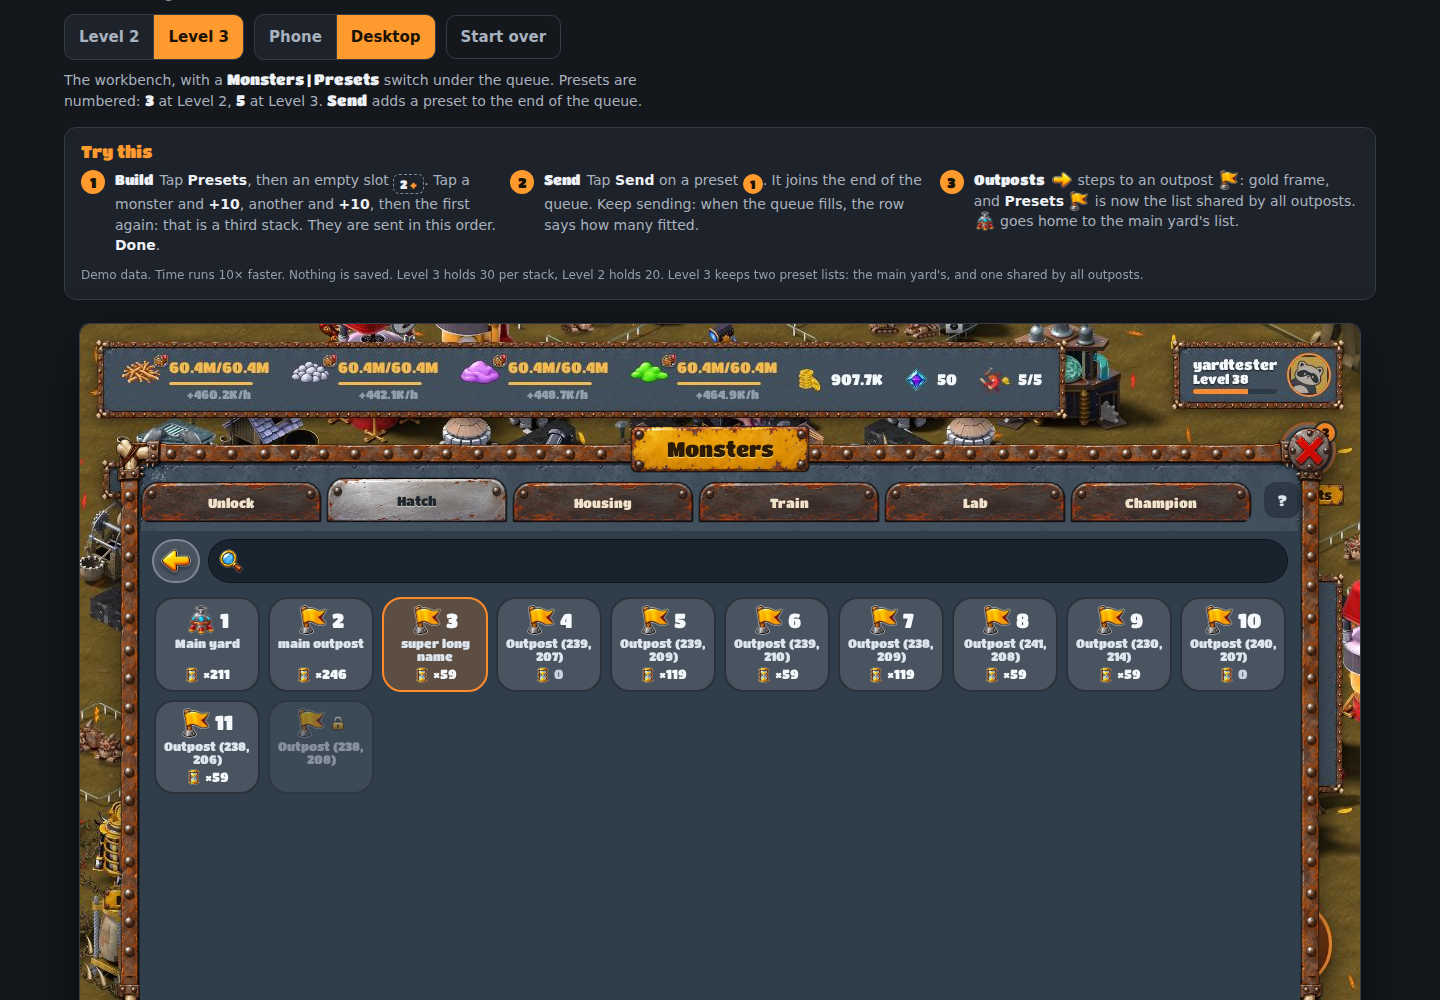 Level 2
Level 3
Phone
Desktop
Start over
The workbench, with a Monsters|Presets switch under the queue. Presets are
numbered: 3 at Level 2, 5 at Level 3. Send adds a preset to the end of the queue.
Try this
1 Build Tap Presets, then an empty slot 2 +. Tap a
monster and +10, another and +10, then the first
again: that is a third stack. They are sent in this order.
Done.
2 Send Tap Send on a preset 1. It joins the end of the
queue. Keep sending: when the queue fills, the row
says how many fitted.
3 Outposts steps to an outpost: gold frame,
and Presets is now the list shared by all outposts.
goes home to the main yard's list.
Demo data. Time runs 10× faster. Nothing is saved. Level 3 holds 30 per stack, Level 2 holds 20. Level 3 keeps two preset lists: the main yard's, and one shared by all outposts.
60.4M/60.4M
+460.2K/h
60.4M/60.4M
+442.1K/h
60.4M/60.4M
+448.7K/h
60.4M/60.4M
+464.9K/h
907.7K
50
5/5
yardtester
Level 38
Monsters
Unlock
Hatch
Housing
Train
Lab
Champion
?
ts
1
Main yard
×211
2
main outpost
×246
3
super long
name
×59
4
Outpost (239,
207)
0
5
Outpost (239,
209)
×119
6
Outpost (239,
210)
×59
7
Outpost (238,
209)
×119
8
Outpost (241,
208)
×59
9
Outpost (230,
214)
×59
10
Outpost (240,
207)
0
11
Outpost (238,
206)
×59
Outpost (238,
208)